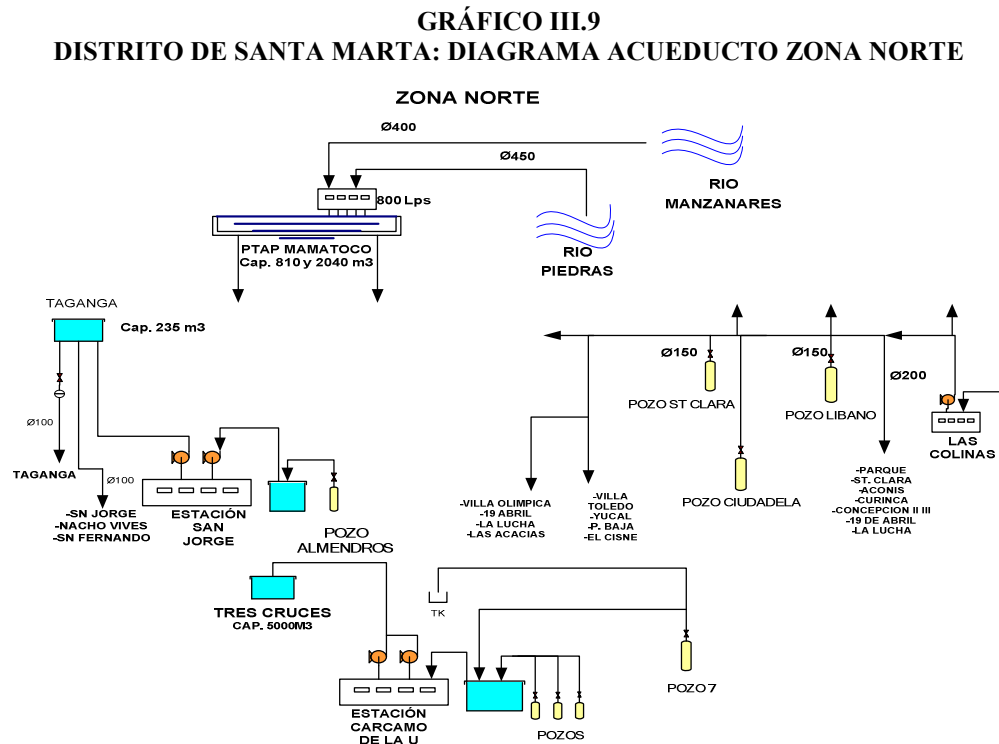 GRÁFICO III.9
DISTRITO DE SANTA MARTA: DIAGRAMA ACUEDUCTO ZONA NORTE
ZONA NORTE
Ø400
Ø450
800 Lps
RIO
MANZANARES
PTAP MAMATOCO
Cap. 810 y 2040 m3
RIO
PIEDRAS
TAGANGA
Cap. 235 m3
Ø100
TAGANGA
Ø100
-SN JORGE
-NACHO VIVES
-SN FERNANDO
ESTACIÓN
SAN
JORGE
POZO
ALMENDROS
Ø150
POZO ST CLARA
Ø150
POZO LIBANO
Ø200
LAS
COLINAS
POZO CIUDADELA
-VILLA OLIMPICA
-19 ABRIL
-LA LUCHA
-LAS ACACIAS
-VILLA
TOLEDO
-YUCAL
-P. BAJA
-EL CISNE
-PARQUE
-ST. CLARA
-ACONIS
-CURINCA
-CONCEPCION II III
-19 DE ABRIL
-LA LUCHA
TRES CRUCES
CAP. 5000M3
TK
POZO 7
ESTACIÓN
CARCAMO
DE LA U
POZOS